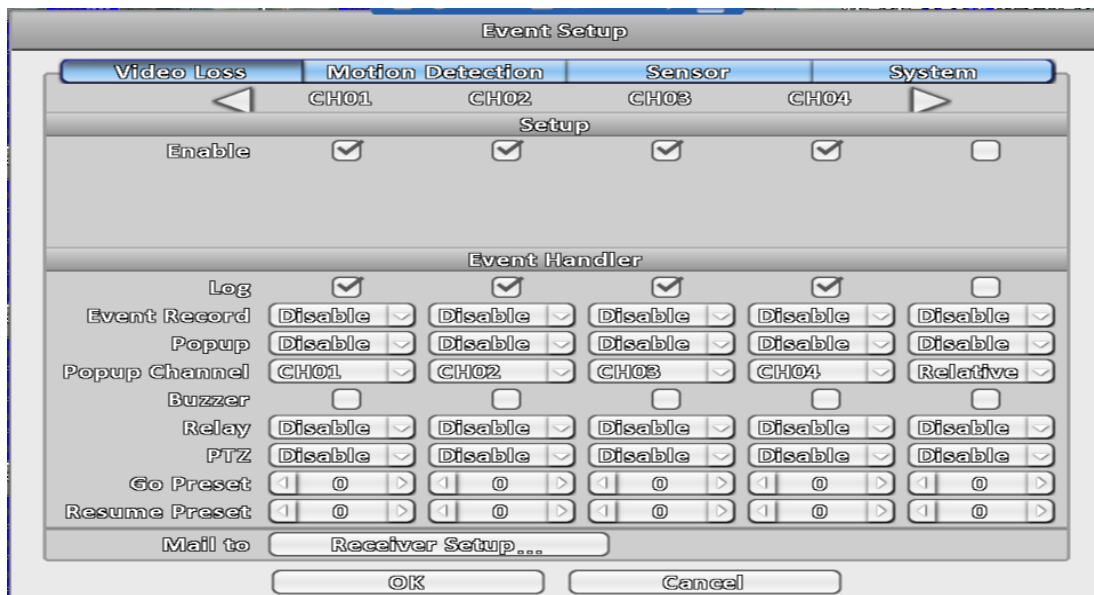 Event Setup
Video Loss Motion Detection Sensor System
CH01 CH02 CH03 CH04
Setup
Enable
Event Handler
Log
Event Record Disable Disable Disable Disable Disable
Popup Disable Disable Disable Disable Disable
Popup Channel CH01 CH02 CH03 CH04 Relative
Buzzer
Relay Disable Disable Disable Disable Disable
PTZ Disable Disable Disable Disable Disable
Go Preset 0 0 0 0 0
Resume Preset 0 0 0 0 0
Mail to Receiver Setup...
OK Cancel